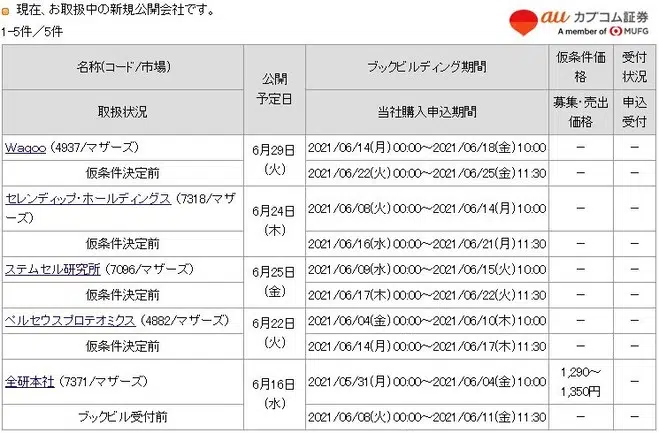 現在、お取扱中の新規公開会社です。
1-5件／5件
au カブコム証券
A member of MUFG
名称(コード/市場)
公開
予定日
ブックビルディング期間
仮条件価
格
受付
状況
取扱状況
当社購入申込期間
募集・売出
価格
申込
受付
Waqoo (4937/マザーズ)
6月29日
(火)
2021/06/14(月) 00:00～2021/06/18(金) 10:00
－
－
仮条件決定前
2021/06/22(火) 00:00～2021/06/25(金) 11:30
－
－
セレンディップ・ホールディングス (7318/マザ
ーズ)
6月24日
(木)
2021/06/08(火) 00:00～2021/06/14(月) 10:00
－
－
仮条件決定前
2021/06/16(水) 00:00～2021/06/21(月) 11:30
－
－
ステムセル研究所 (7096/マザーズ)
6月25日
(金)
2021/06/09(水) 00:00～2021/06/15(火) 10:00
－
－
仮条件決定前
2021/06/17(木) 00:00～2021/06/22(火) 11:30
－
－
ペルセウスプロテオミクス (4882/マザーズ)
6月22日
(火)
2021/06/04(金) 00:00～2021/06/10(木) 10:00
－
－
仮条件決定前
2021/06/14(月) 00:00～2021/06/17(木) 11:30
－
－
全研本社 (7371/マザーズ)
6月16日
(水)
2021/05/31(月) 00:00～2021/06/04(金) 10:00
1,290～
1,350円
－
ブックビル受付前
2021/06/08(火) 00:00～2021/06/11(金) 11:30
－
－